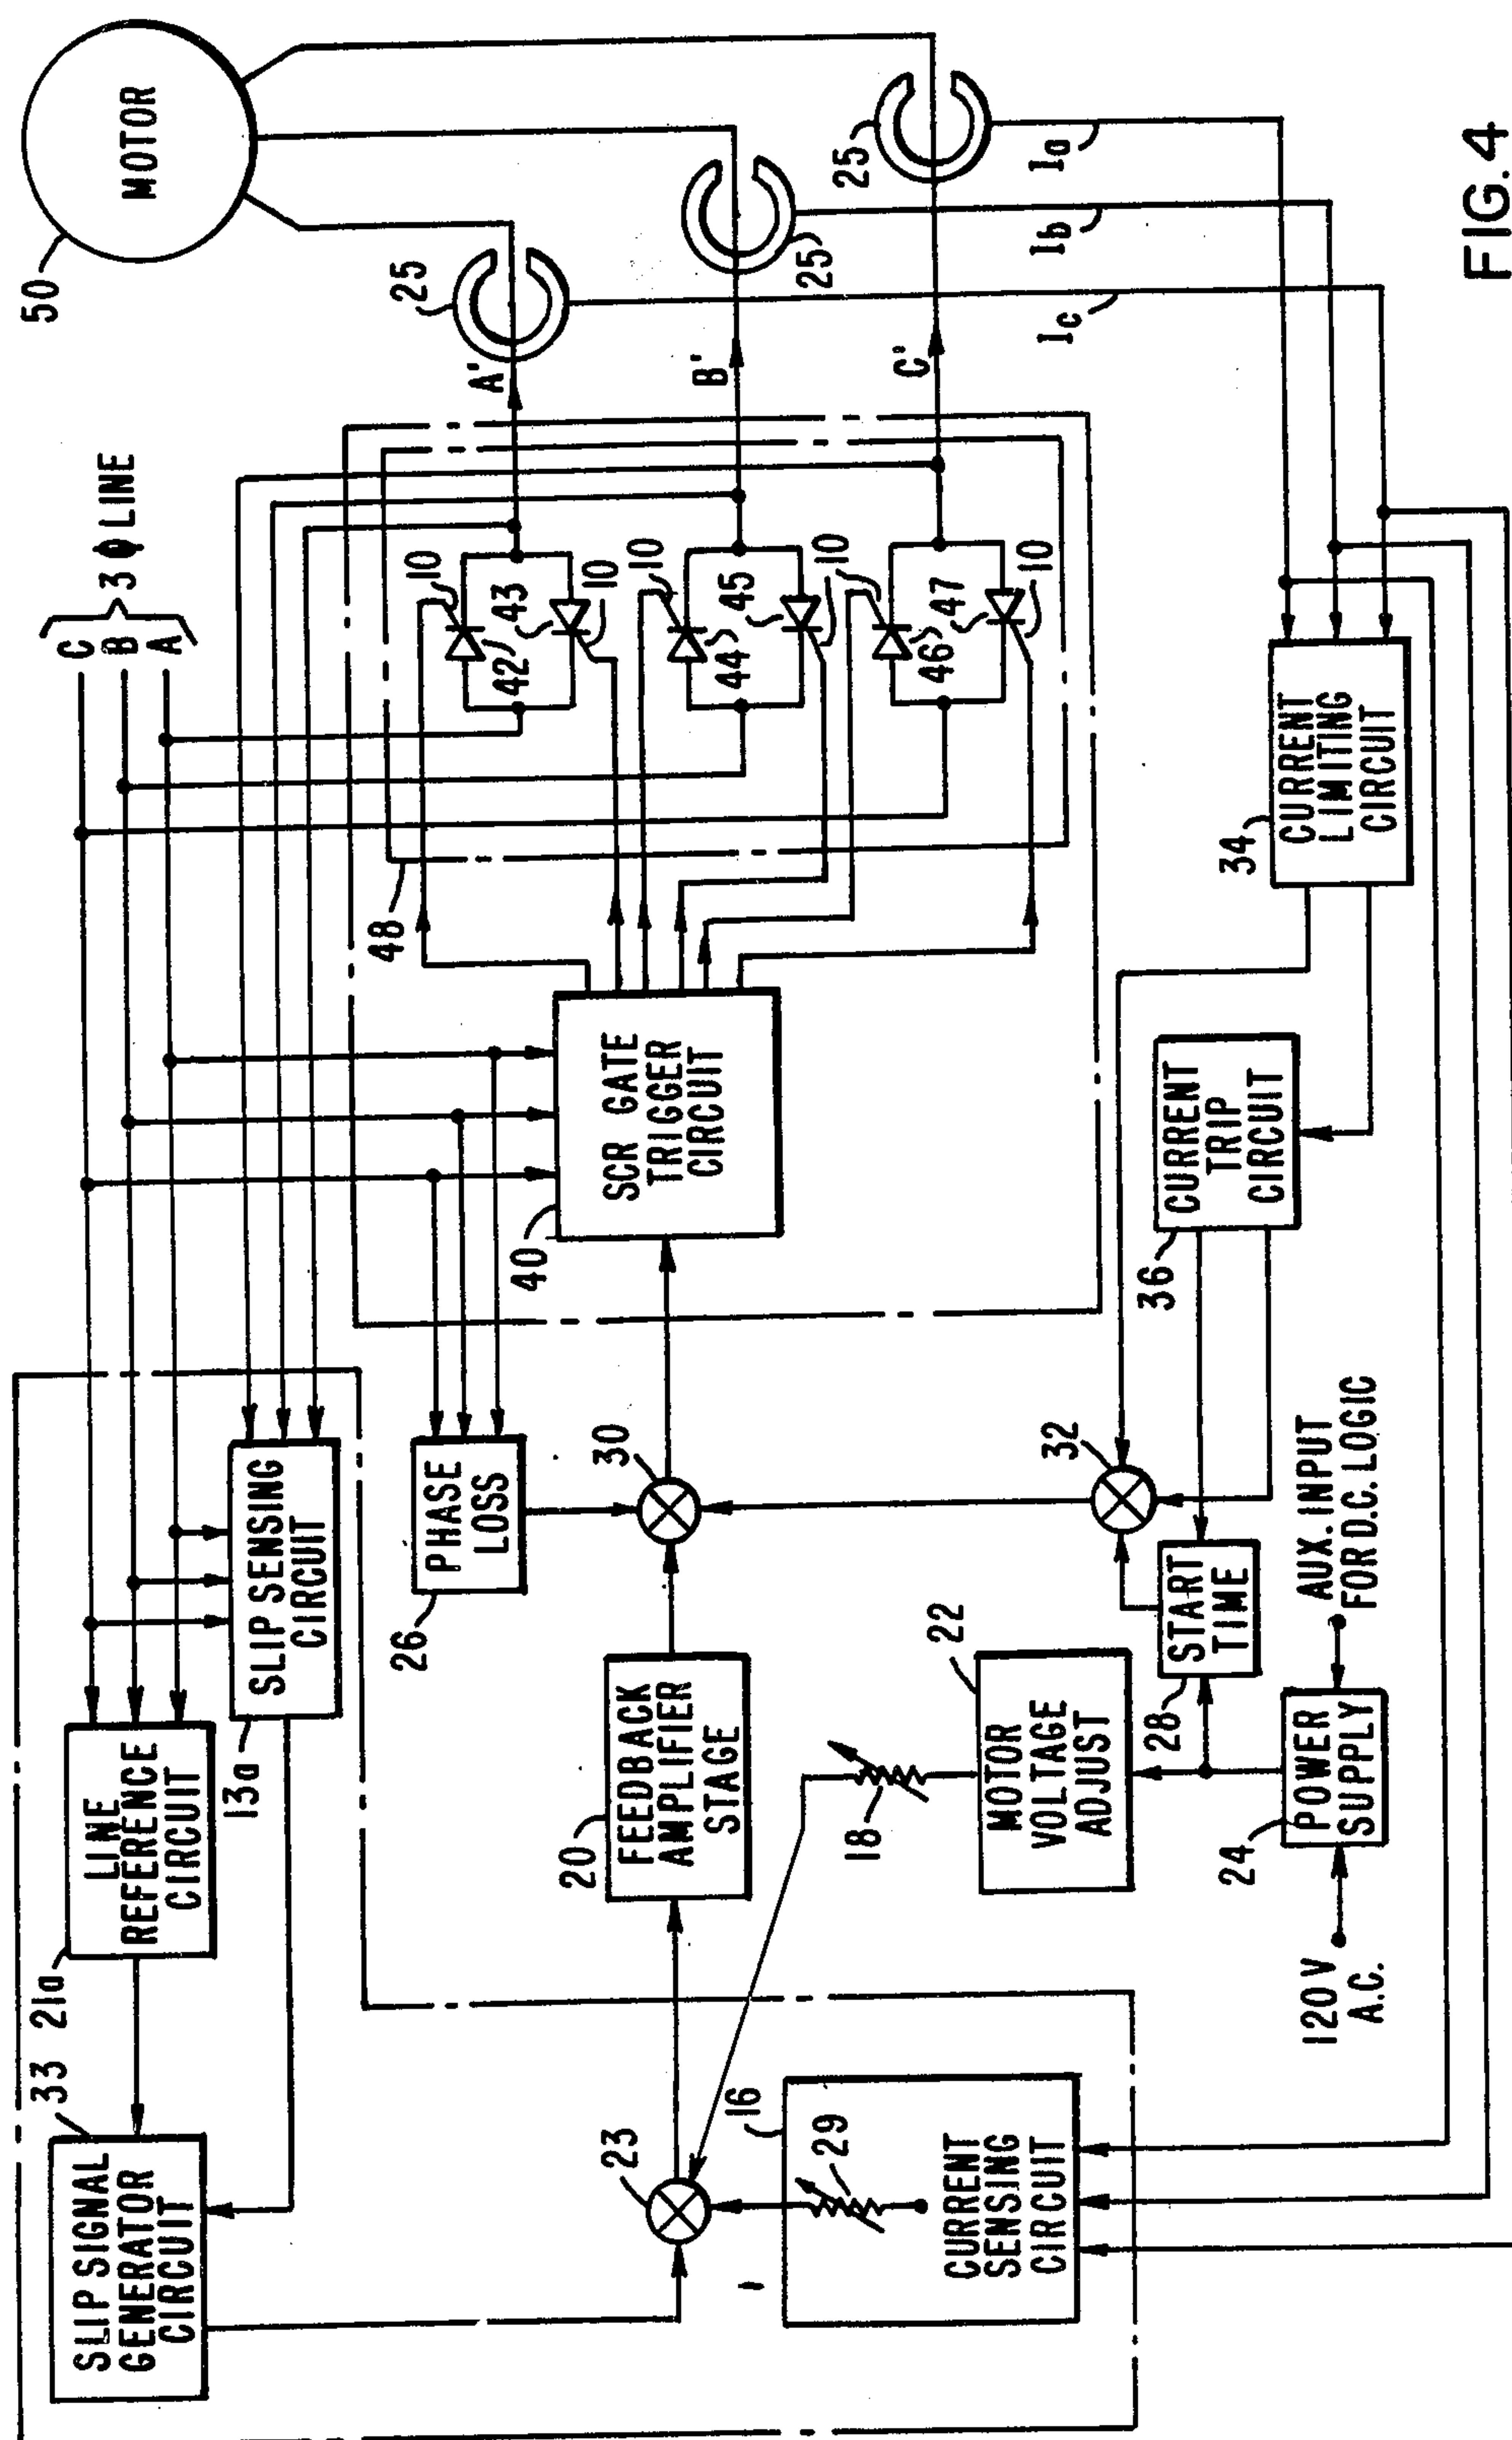 SLIP SIGNAL
GENERATOR
CIRCUIT
33
21a
LINE
REFERENCE
CIRCUIT
13a
SLIP SENSING
CIRCUIT
C
B
A
3 ϕ LINE
50
MOTOR
23
16
29
CURRENT
SENSING
CIRCUIT
20
FEEDBACK
AMPLIFIER
STAGE
26
PHASE
LOSS
30
40
SCR GATE
TRIGGER
CIRCUIT
48
10
42
43
10
10
44
45
10
46
47
10
A'
B'
C'
25
25
25
Ic
Ib
Ia
18
22
MOTOR
VOLTAGE
ADJUST
28
START
TIME
32
36
CURRENT
TRIP
CIRCUIT
34
CURRENT
LIMITING
CIRCUIT
120V
A.C.
24
POWER
SUPPLY
AUX. INPUT
FOR D.C. LOGIC
FIG. 4